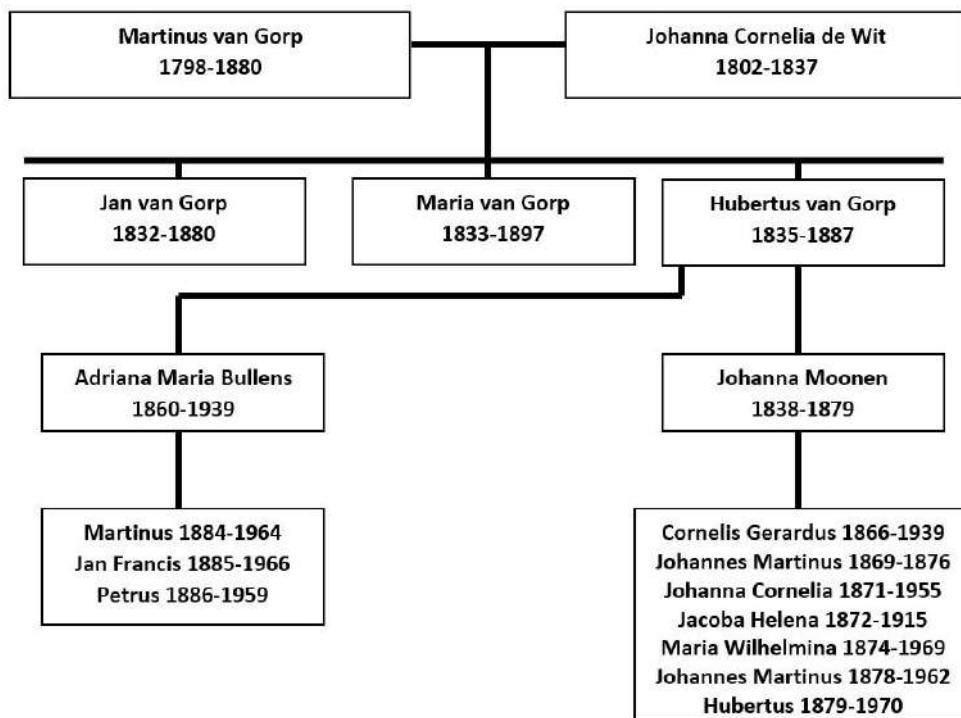 Martinus van Gorp
1798-1880
Johanna Cornelia de Wit
1802-1837
Jan van Gorp
1832-1880
Maria van Gorp
1833-1897
Hubertus van Gorp
1835-1887
Adriana Maria Bullens
1860-1939
Johanna Moonen
1838-1879
Martinus 1884-1964
Jan Francis 1885-1966
Petrus 1886-1959
Cornelis Gerardus 1866-1939
Johannes Martinus 1869-1876
Johanna Cornelia 1871-1955
Jacoba Helena 1872-1915
Maria Wilhelmina 1874-1969
Johannes Martinus 1878-1962
Hubertus 1879-1970